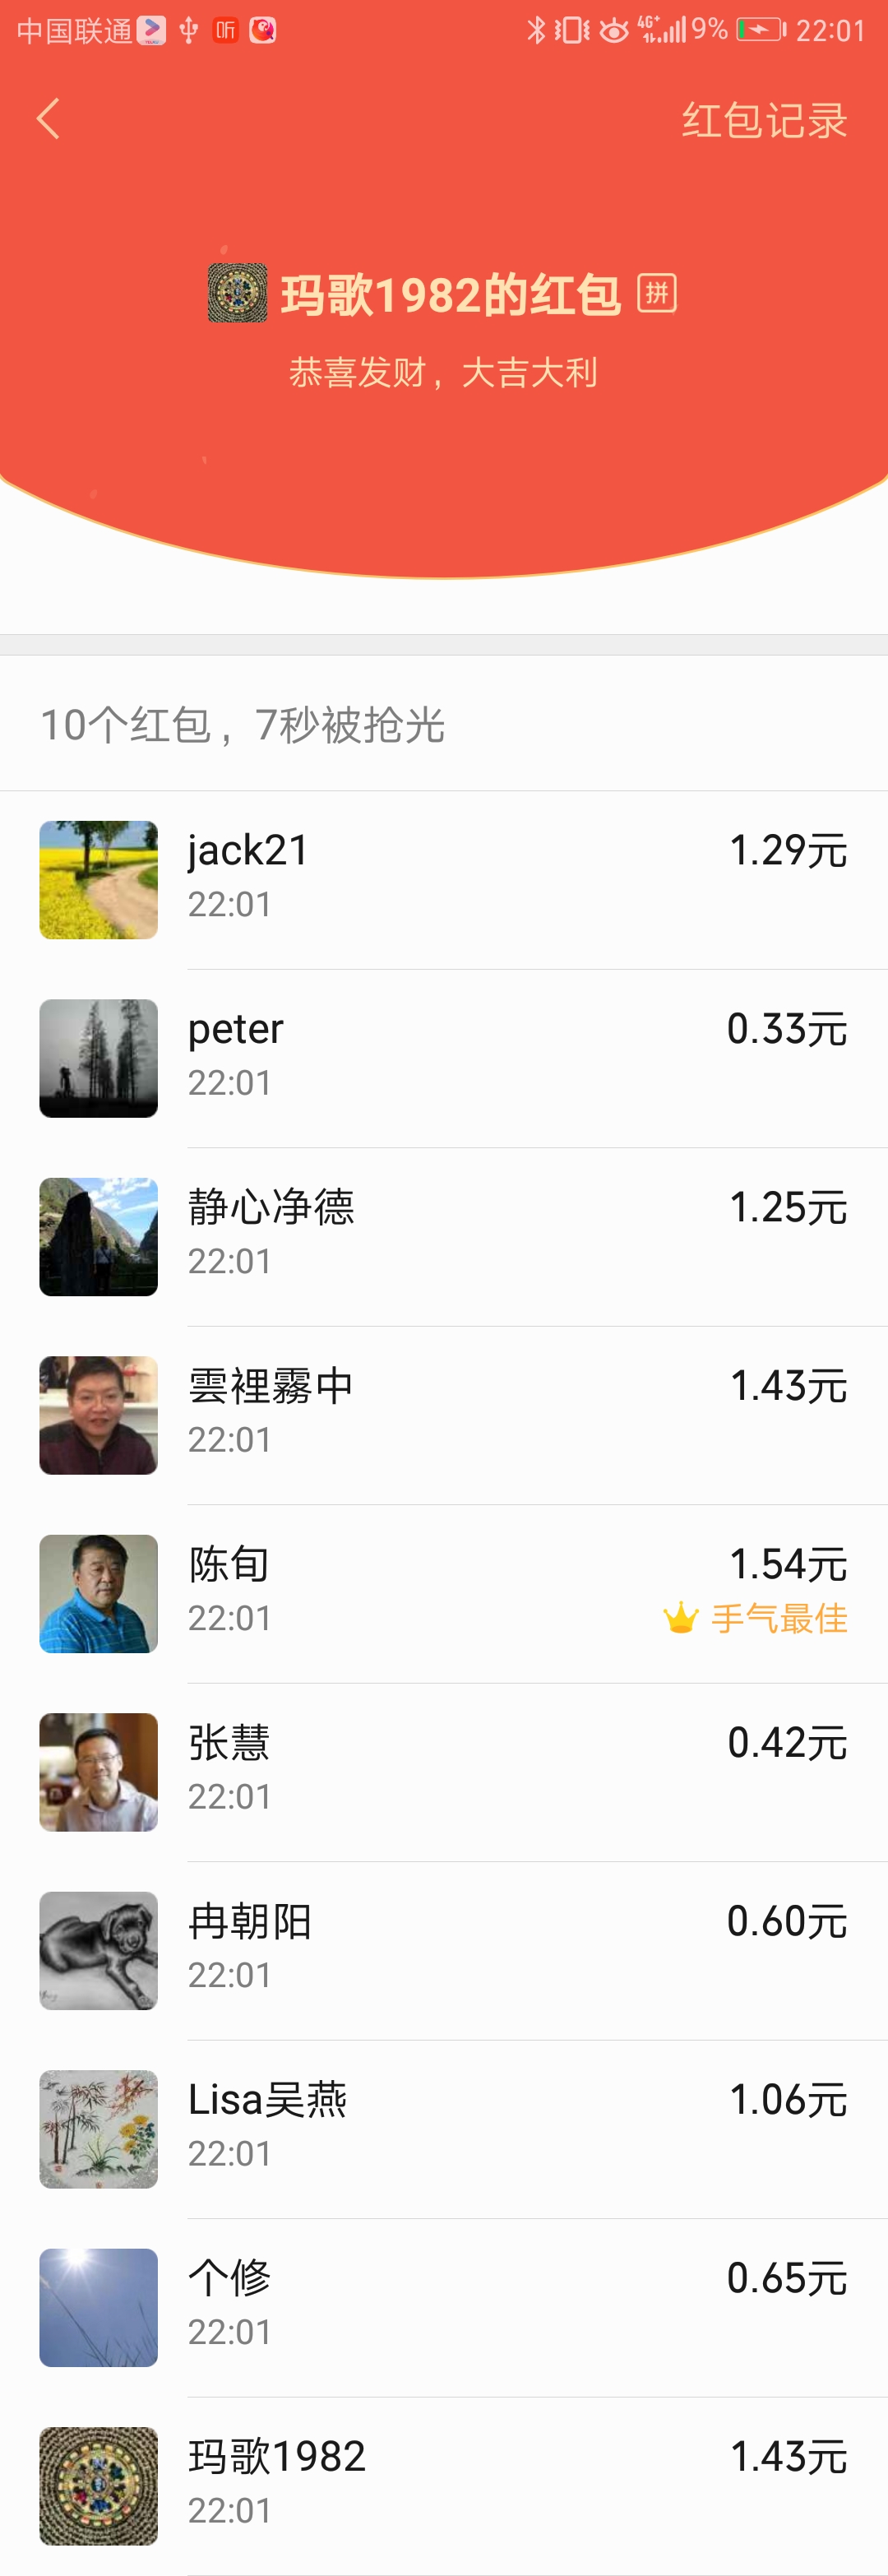 中国联通 听 4G+ 9% 22:01
红包记录
玛歌1982的红包 拼
恭喜发财，大吉大利
10个红包，7秒被抢光
jack21 1.29元
22:01
peter 0.33元
22:01
静心净德 1.25元
22:01
雲裡霧中 1.43元
22:01
陈旬 1.54元
22:01 手气最佳
张慧 0.42元
22:01
冉朝阳 0.60元
22:01
Lisa吴燕 1.06元
22:01
个修 0.65元
22:01
玛歌1982 1.43元
22:01